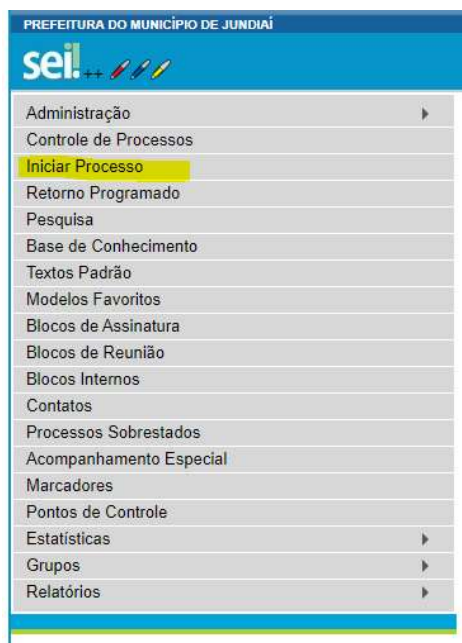 PREFEITURA DO MUNICÍPIO DE JUNDIAÍ
sei! ++
Administração
Controle de Processos
Iniciar Processo
Retorno Programado
Pesquisa
Base de Conhecimento
Textos Padrão
Modelos Favoritos
Blocos de Assinatura
Blocos de Reunião
Blocos Internos
Contatos
Processos Sobrestados
Acompanhamento Especial
Marcadores
Pontos de Controle
Estatísticas
Grupos
Relatórios